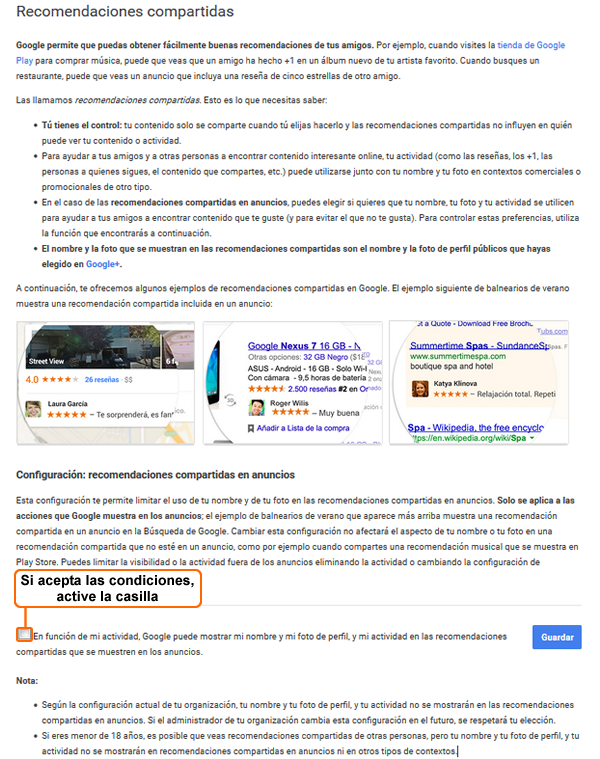 Recomendaciones compartidas
Google permite que puedas obtener fácilmente buenas recomendaciones de tus amigos. Por ejemplo, cuando visites la tienda de Google
Play para comprar música, puede que veas que un amigo ha hecho +1 en un álbum nuevo de tu artista favorito. Cuando busques un
restaurante, puede que veas un anuncio que incluya una reseña de cinco estrellas de otro amigo.
Las llamamos recomendaciones compartidas. Esto es lo que necesitas saber:
• Tú tienes el control: tu contenido solo se comparte cuando tú elijas hacerlo y las recomendaciones compartidas no influyen en quién
puede ver tu contenido o actividad.
• Para ayudar a tus amigos y a otras personas a encontrar contenido interesante online, tu actividad (como las reseñas, los +1, las
personas a quienes sigues, el contenido que compartes, etc.) puede utilizarse junto con tu nombre y tu foto en contextos comerciales o
promocionales de otro tipo.
• En el caso de las recomendaciones compartidas en anuncios, puedes elegir si quieres que tu nombre, tu foto y tu actividad se utilicen
para ayudar a tus amigos a encontrar contenido que te guste (y para evitar el que no te gusta). Para controlar estas preferencias, utiliza
la función que encontrarás a continuación.
• El nombre y la foto que se muestran en las recomendaciones compartidas son el nombre y la foto de perfil públicos que hayas
elegido en Google+.
A continuación, te ofrecemos algunos ejemplos de recomendaciones compartidas en Google. El ejemplo siguiente de balnearios de verano
muestra una recomendación compartida incluida en un anuncio:
Street View
4.0 ★★★★ 26 reseñas · $$
Laura García
★★★★★ – Te sorprenderá, es fan
Google Nexus 7 16 GB - N
Otras opciones: 32 GB Negro ($18
ASUS - Android - 16 GB - Solo Wi-F
Con cámara - 9,5 horas de batería
★★★★★ 2.500 reseñas #2 en
Roger Wilis
★★★★★ – Muy buena
Añadir a Lista de la compra
t a Quote - Download Free Broch
Tubs.com
Summertime Spas - SundanceSp
www.summertimespa.com
boutique spa and hotel
Katya Klinova
★★★★★ – Relajación total. Repeti
Spa - Wikipedia, the free encyclo
https://en.wikipedia.org/wiki/Spa
Configuración: recomendaciones compartidas en anuncios
Esta configuración te permite limitar el uso de tu nombre y de tu foto en las recomendaciones compartidas en anuncios. Solo se aplica a las
acciones que Google muestra en los anuncios; el ejemplo de balnearios de verano que aparece más arriba muestra una recomendación
compartida en un anuncio en la Búsqueda de Google. Cambiar esta configuración no afectará el aspecto de tu nombre o tu foto en una
recomendación compartida que no esté en un anuncio, como por ejemplo cuando compartes una recomendación musical que se muestra en
Play Store. Puedes limitar la visibilidad o la actividad fuera de los anuncios eliminando la actividad o cambiando la configuración de
Si acepta las condiciones,
active la casilla
En función de mi actividad, Google puede mostrar mi nombre y mi foto de perfil, y mi actividad en las recomendaciones
compartidas que se muestren en los anuncios.
Guardar
Nota:
• Según la configuración actual de tu organización, tu nombre y tu foto de perfil, y tu actividad no se mostrarán en las recomendaciones
compartidas en anuncios. Si el administrador de tu organización cambia esta configuración en el futuro, se respetará tu elección.
• Si eres menor de 18 años, es posible que veas recomendaciones compartidas de otras personas, pero tu nombre y tu foto de perfil, y tu
actividad no se mostrarán en recomendaciones compartidas en anuncios ni en otros tipos de contextos.